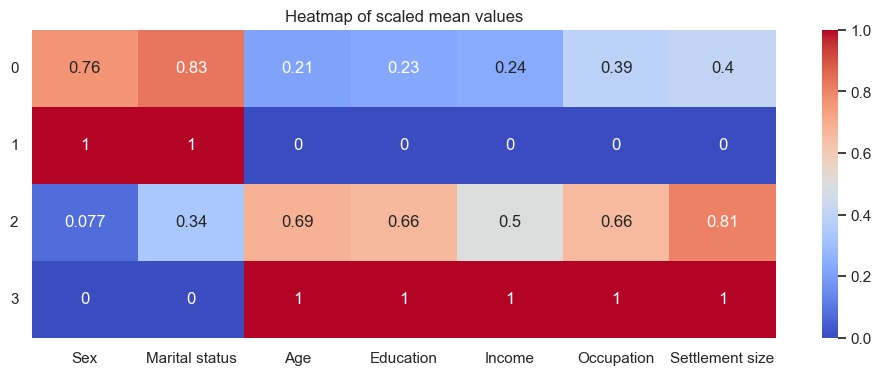 Heatmap of scaled mean values
0 0.76 0.83 0.21 0.23 0.24 0.39 0.4
1 1 1 0 0 0 0 0
2 0.077 0.34 0.69 0.66 0.5 0.66 0.81
3 0 0 1 1 1 1 1
Sex Marital status Age Education Income Occupation Settlement size
1.0
0.8
0.6
0.4
0.2
0.0